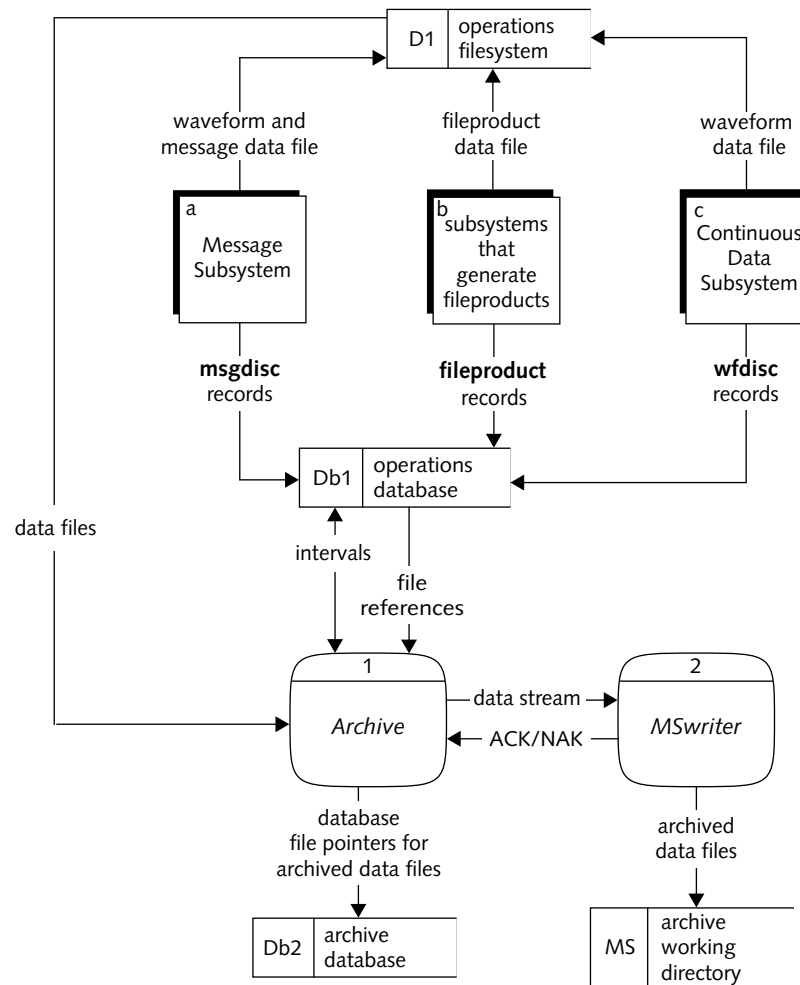 D1
operations
filesystem
waveform and
message data file
fileproduct
data file
waveform
data file
a
Message
Subsystem
b
subsystems
that
generate
fileproducts
c
Continuous
Data
Subsystem
msgdisc
records
fileproduct
records
wfdisc
records
Db1
operations
database
data files
intervals
file
references
1
Archive
data stream
ACK/NAK
2
MSwriter
database
file pointers for
archived data files
archived
data files
Db2
archive
database
MS
archive
working
directory